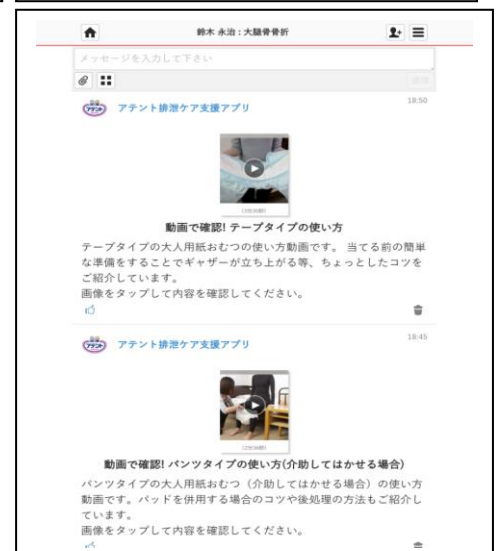 鈴木 永治 : 大腿骨骨折
メッセージを入力して下さい
送信
アテント
アテント排泄ケア支援アプリ
18:50
動画で確認! テープタイプの使い方
テープタイプの大人用紙おむつの使い方動画です。 当てる前の簡単
な準備をすることでギャザーが立ち上がる等、ちょっとしたコツを
ご紹介しています。
画像をタップして内容を確認してください。
アテント
アテント排泄ケア支援アプリ
18:45
動画で確認! パンツタイプの使い方(介助してはかせる場合)
パンツタイプの大人用紙おむつ（介助してはかせる場合）の使い方
動画です。パッドを併用する場合のコツや後処理の方法もご紹介し
ています。
画像をタップして内容を確認してください。